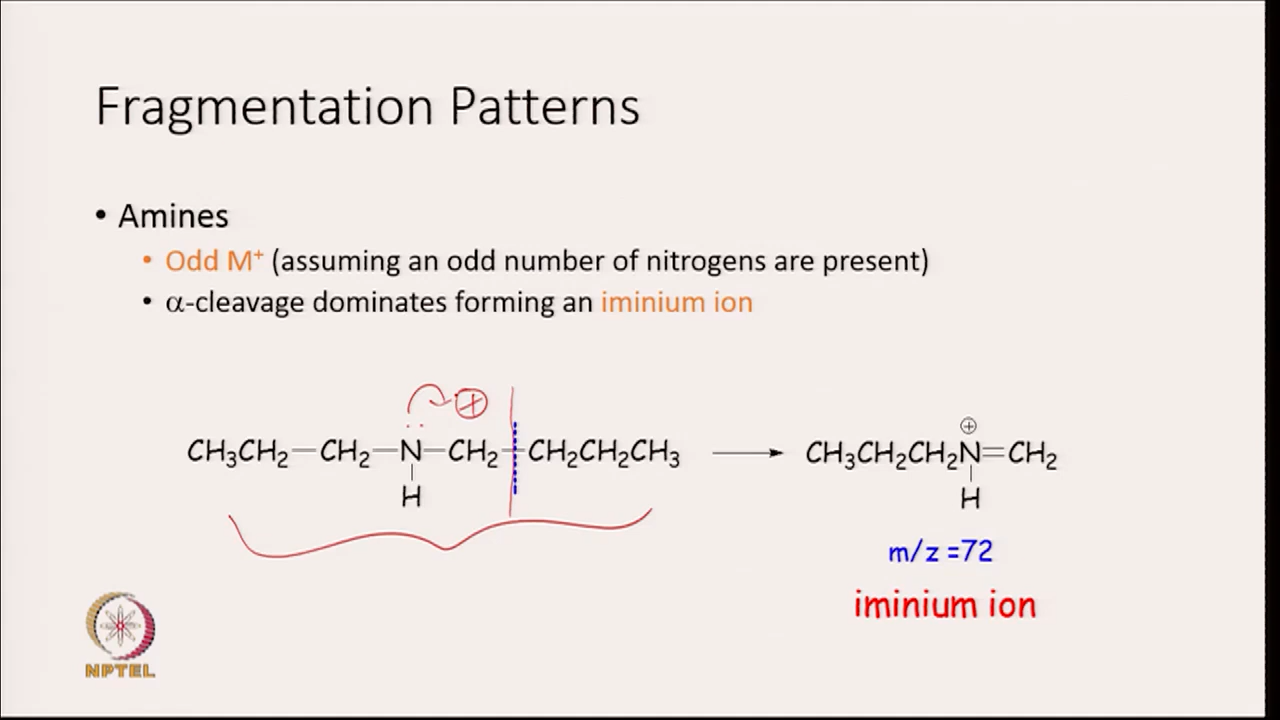 Fragmentation Patterns
• Amines
• Odd M⁺ (assuming an odd number of nitrogens are present)
• α-cleavage dominates forming an iminium ion
CH₃CH₂—CH₂—N—CH₂—CH₂CH₂CH₃ → CH₃CH₂CH₂N=CH₂
H
H
⊕
⊕
m/z =72
iminium ion
NPTEL